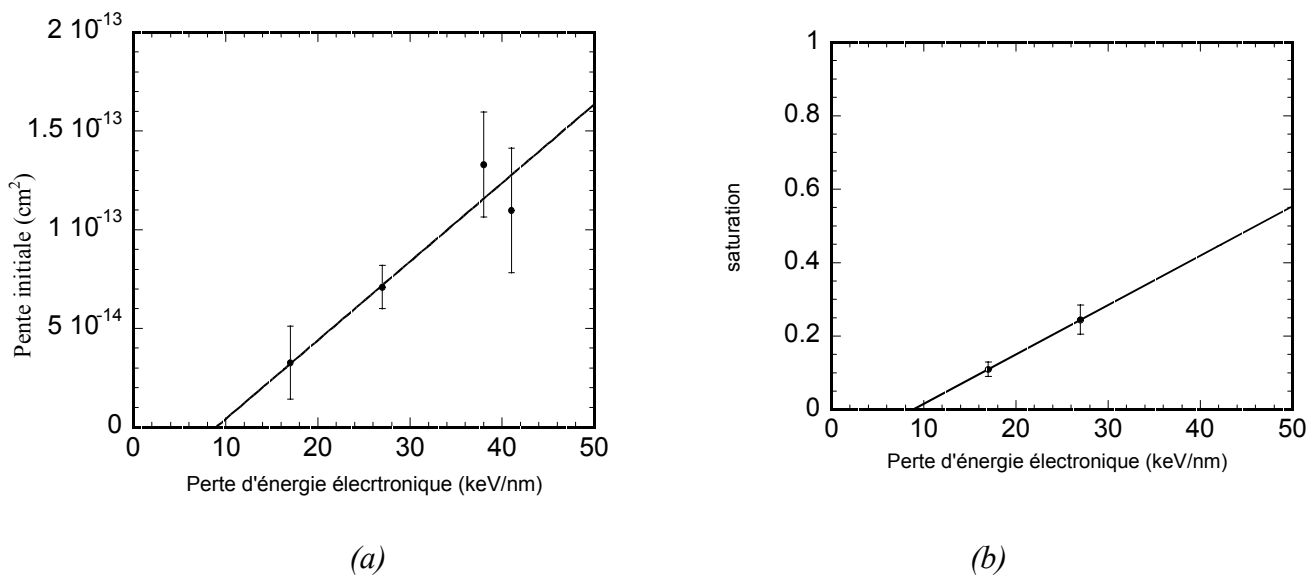 2 10-13
1.5 10-13
1 10-13
5 10-14
0
0 10 20 30 40 50
Pente initiale (cm2)
Perte d'énergie élecrtronique (keV/nm)
(a)
1
0.8
0.6
0.4
0.2
0
0 10 20 30 40 50
saturation
Perte d'énergie électronique (keV/nm)
(b)